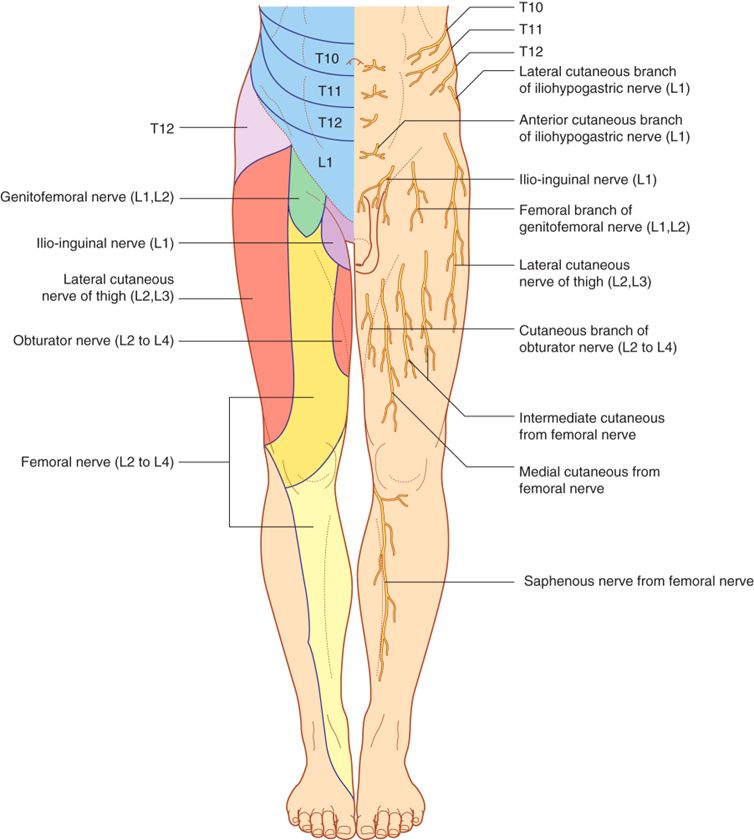 T10
T11
T12
Lateral cutaneous branch
of iliohypogastric nerve (L1)
Anterior cutaneous branch
of iliohypogastric nerve (L1)
Ilio-inguinal nerve (L1)
Femoral branch of
genitofemoral nerve (L1,L2)
Lateral cutaneous
nerve of thigh (L2,L3)
Cutaneous branch of
obturator nerve (L2 to L4)
Intermediate cutaneous
from femoral nerve
Medial cutaneous from
femoral nerve
Saphenous nerve from femoral nerve
T10
T11
T12
L1
T12
Genitofemoral nerve (L1,L2)
Ilio-inguinal nerve (L1)
Lateral cutaneous
nerve of thigh (L2,L3)
Obturator nerve (L2 to L4)
Femoral nerve (L2 to L4)